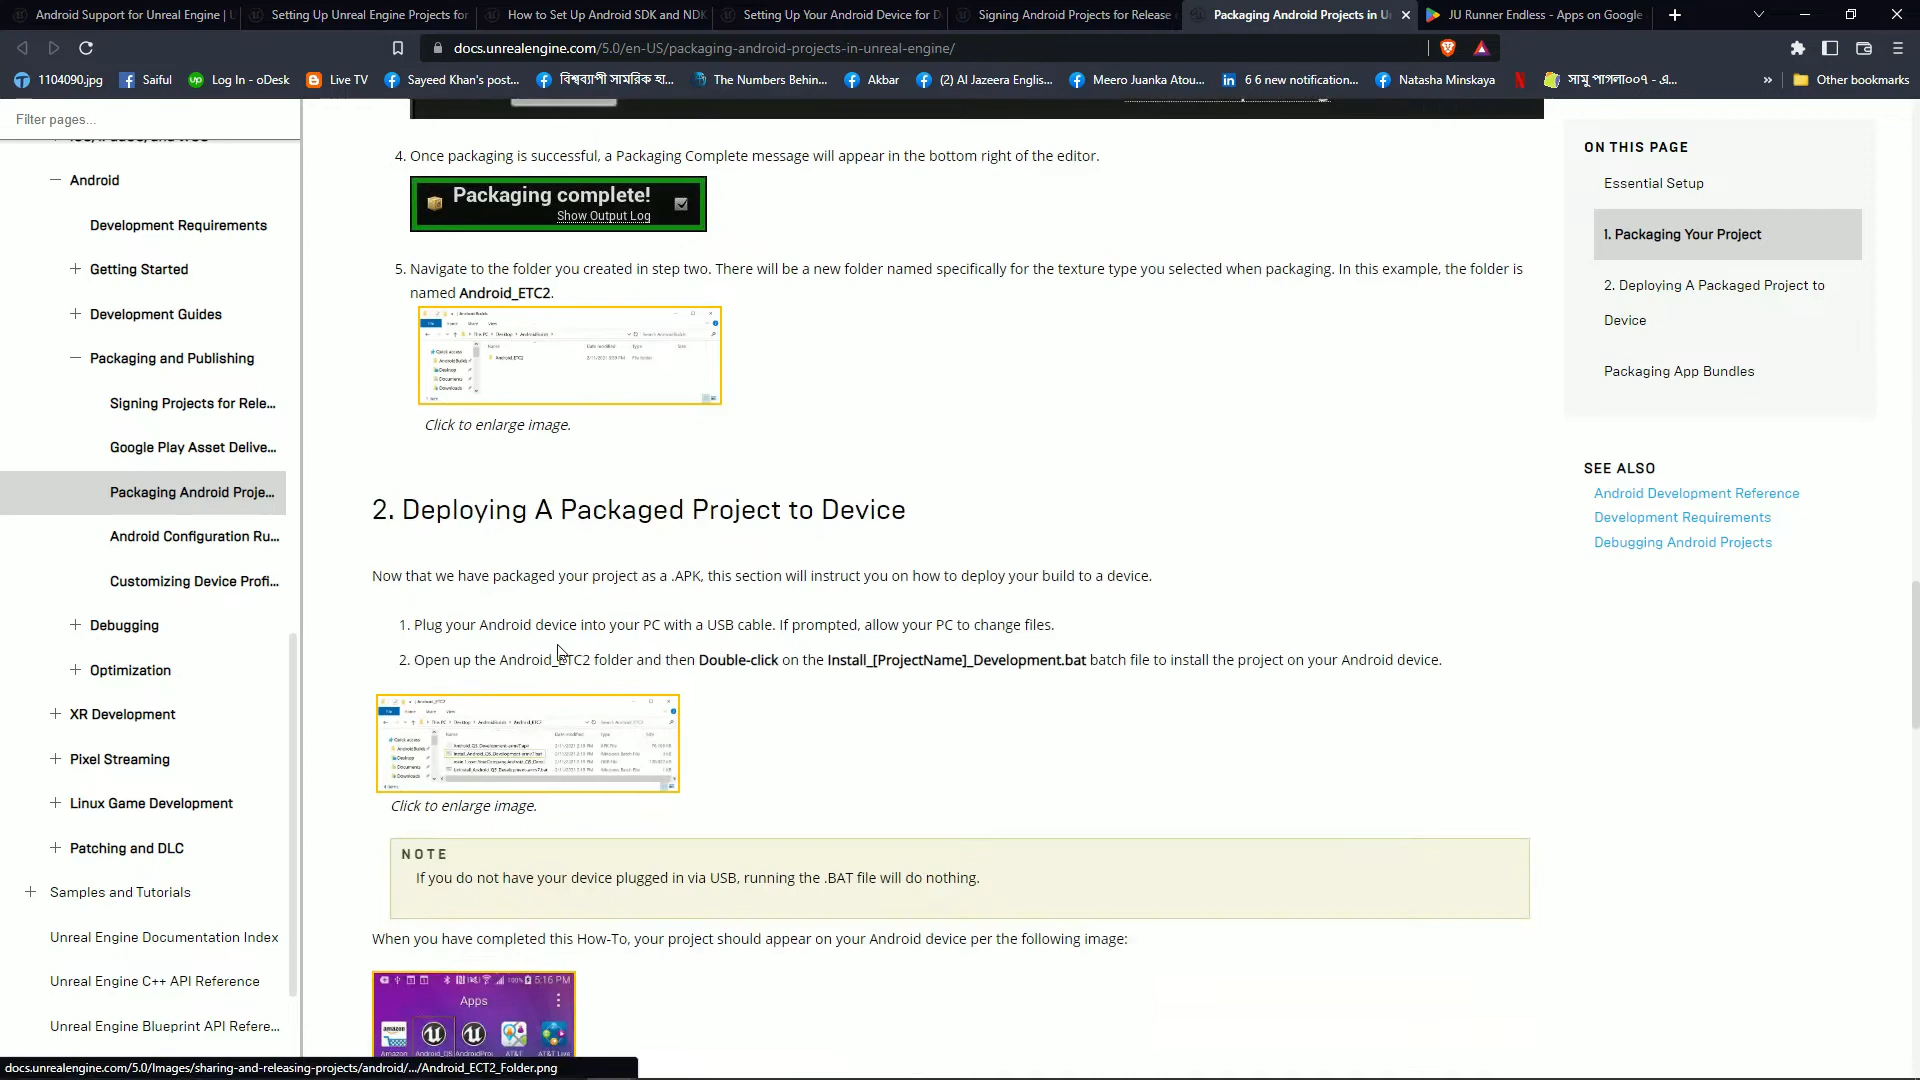 Android Support for Unreal Engine | U
Setting Up Unreal Engine Projects for
How to Set Up Android SDK and NDK
Setting Up Your Android Device for D
Signing Android Projects for Release
Packaging Android Projects in U
JU Runner Endless - Apps on Google
docs.unrealengine.com/5.0/en-US/packaging-android-projects-in-unreal-engine/
1104090.jpg
Saiful
Log In - oDesk
Live TV
Sayeed Khan's post...
বিশ্বব্যাপী সামরিক হা...
The Numbers Behin...
Akbar
(2) Al Jazeera Englis...
Meero Juanka Atou...
6 6 new notification...
Natasha Minskaya
সামু পাগলা০০৭ - এ...
Other bookmarks
Filter pages...
Android
Development Requirements
Getting Started
Development Guides
Packaging and Publishing
Signing Projects for Rele...
Google Play Asset Delive...
Packaging Android Proje...
Android Configuration Ru...
Customizing Device Profi...
Debugging
Optimization
XR Development
Pixel Streaming
Linux Game Development
Patching and DLC
Samples and Tutorials
Unreal Engine Documentation Index
Unreal Engine C++ API Reference
Unreal Engine Blueprint API Refere...
4. Once packaging is successful, a Packaging Complete message will appear in the bottom right of the editor.
Packaging complete!
Show Output Log
5. Navigate to the folder you created in step two. There will be a new folder named specifically for the texture type you selected when packaging. In this example, the folder is
named Android_ETC2.
Click to enlarge image.
2. Deploying A Packaged Project to Device
Now that we have packaged your project as a .APK, this section will instruct you on how to deploy your build to a device.
1. Plug your Android device into your PC with a USB cable. If prompted, allow your PC to change files.
2. Open up the Android_ETC2 folder and then Double-click on the Install_[ProjectName]_Development.bat batch file to install the project on your Android device.
Click to enlarge image.
NOTE
If you do not have your device plugged in via USB, running the .BAT file will do nothing.
When you have completed this How-To, your project should appear on your Android device per the following image:
100% 5:16 PM
Apps
Amazon
Android_QS
AndroidProj
AT&T
AT&T Live
ON THIS PAGE
Essential Setup
1. Packaging Your Project
2. Deploying A Packaged Project to
Device
Packaging App Bundles
SEE ALSO
Android Development Reference
Development Requirements
Debugging Android Projects
docs.unrealengine.com/5.0/Images/sharing-and-releasing-projects/android/.../Android_ECT2_Folder.png